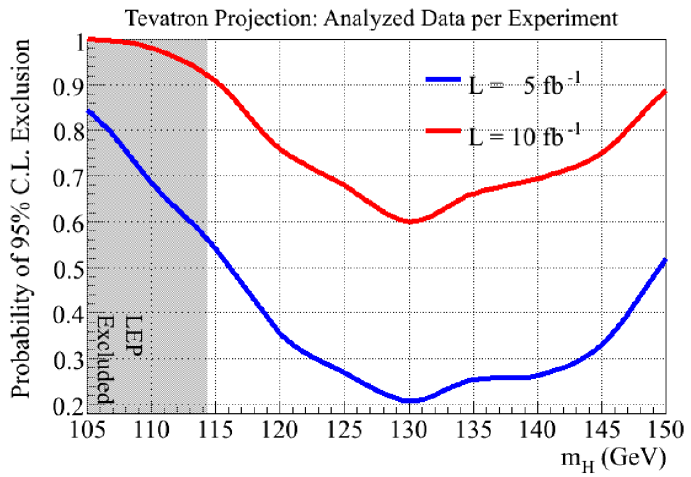 Tevatron Projection: Analyzed Data per Experiment
Probability of 95% C.L. Exclusion
1
0.9
0.8
0.7
0.6
0.5
0.4
0.3
0.2
L = 5 fb⁻¹
L = 10 fb⁻¹
LEP
Excluded
105 110 115 120 125 130 135 140 145 150
m_H (GeV)